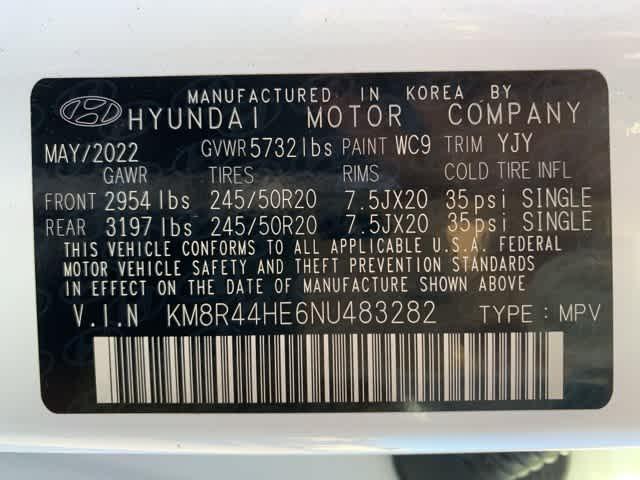 MANUFACTURED IN KOREA BY
HYUNDAI MOTOR COMPANY
MAY/2022 GVWR 5732lbs PAINT WC9 TRIM YJY
GAWR TIRES RIMS COLD TIRE INFL
FRONT 2954 lbs 245/50R20 7.5JX20 35psi SINGLE
REAR 3197 lbs 245/50R20 7.5JX20 35psi SINGLE
THIS VEHICLE CONFORMS TO ALL APPLICABLE U.S.A. FEDERAL
MOTOR VEHICLE SAFETY AND THEFT PREVENTION STANDARDS
IN EFFECT ON THE DATE OF MANUFACTURE SHOWN ABOVE
V.I.N KM8R44HE6NU483282 TYPE : MPV